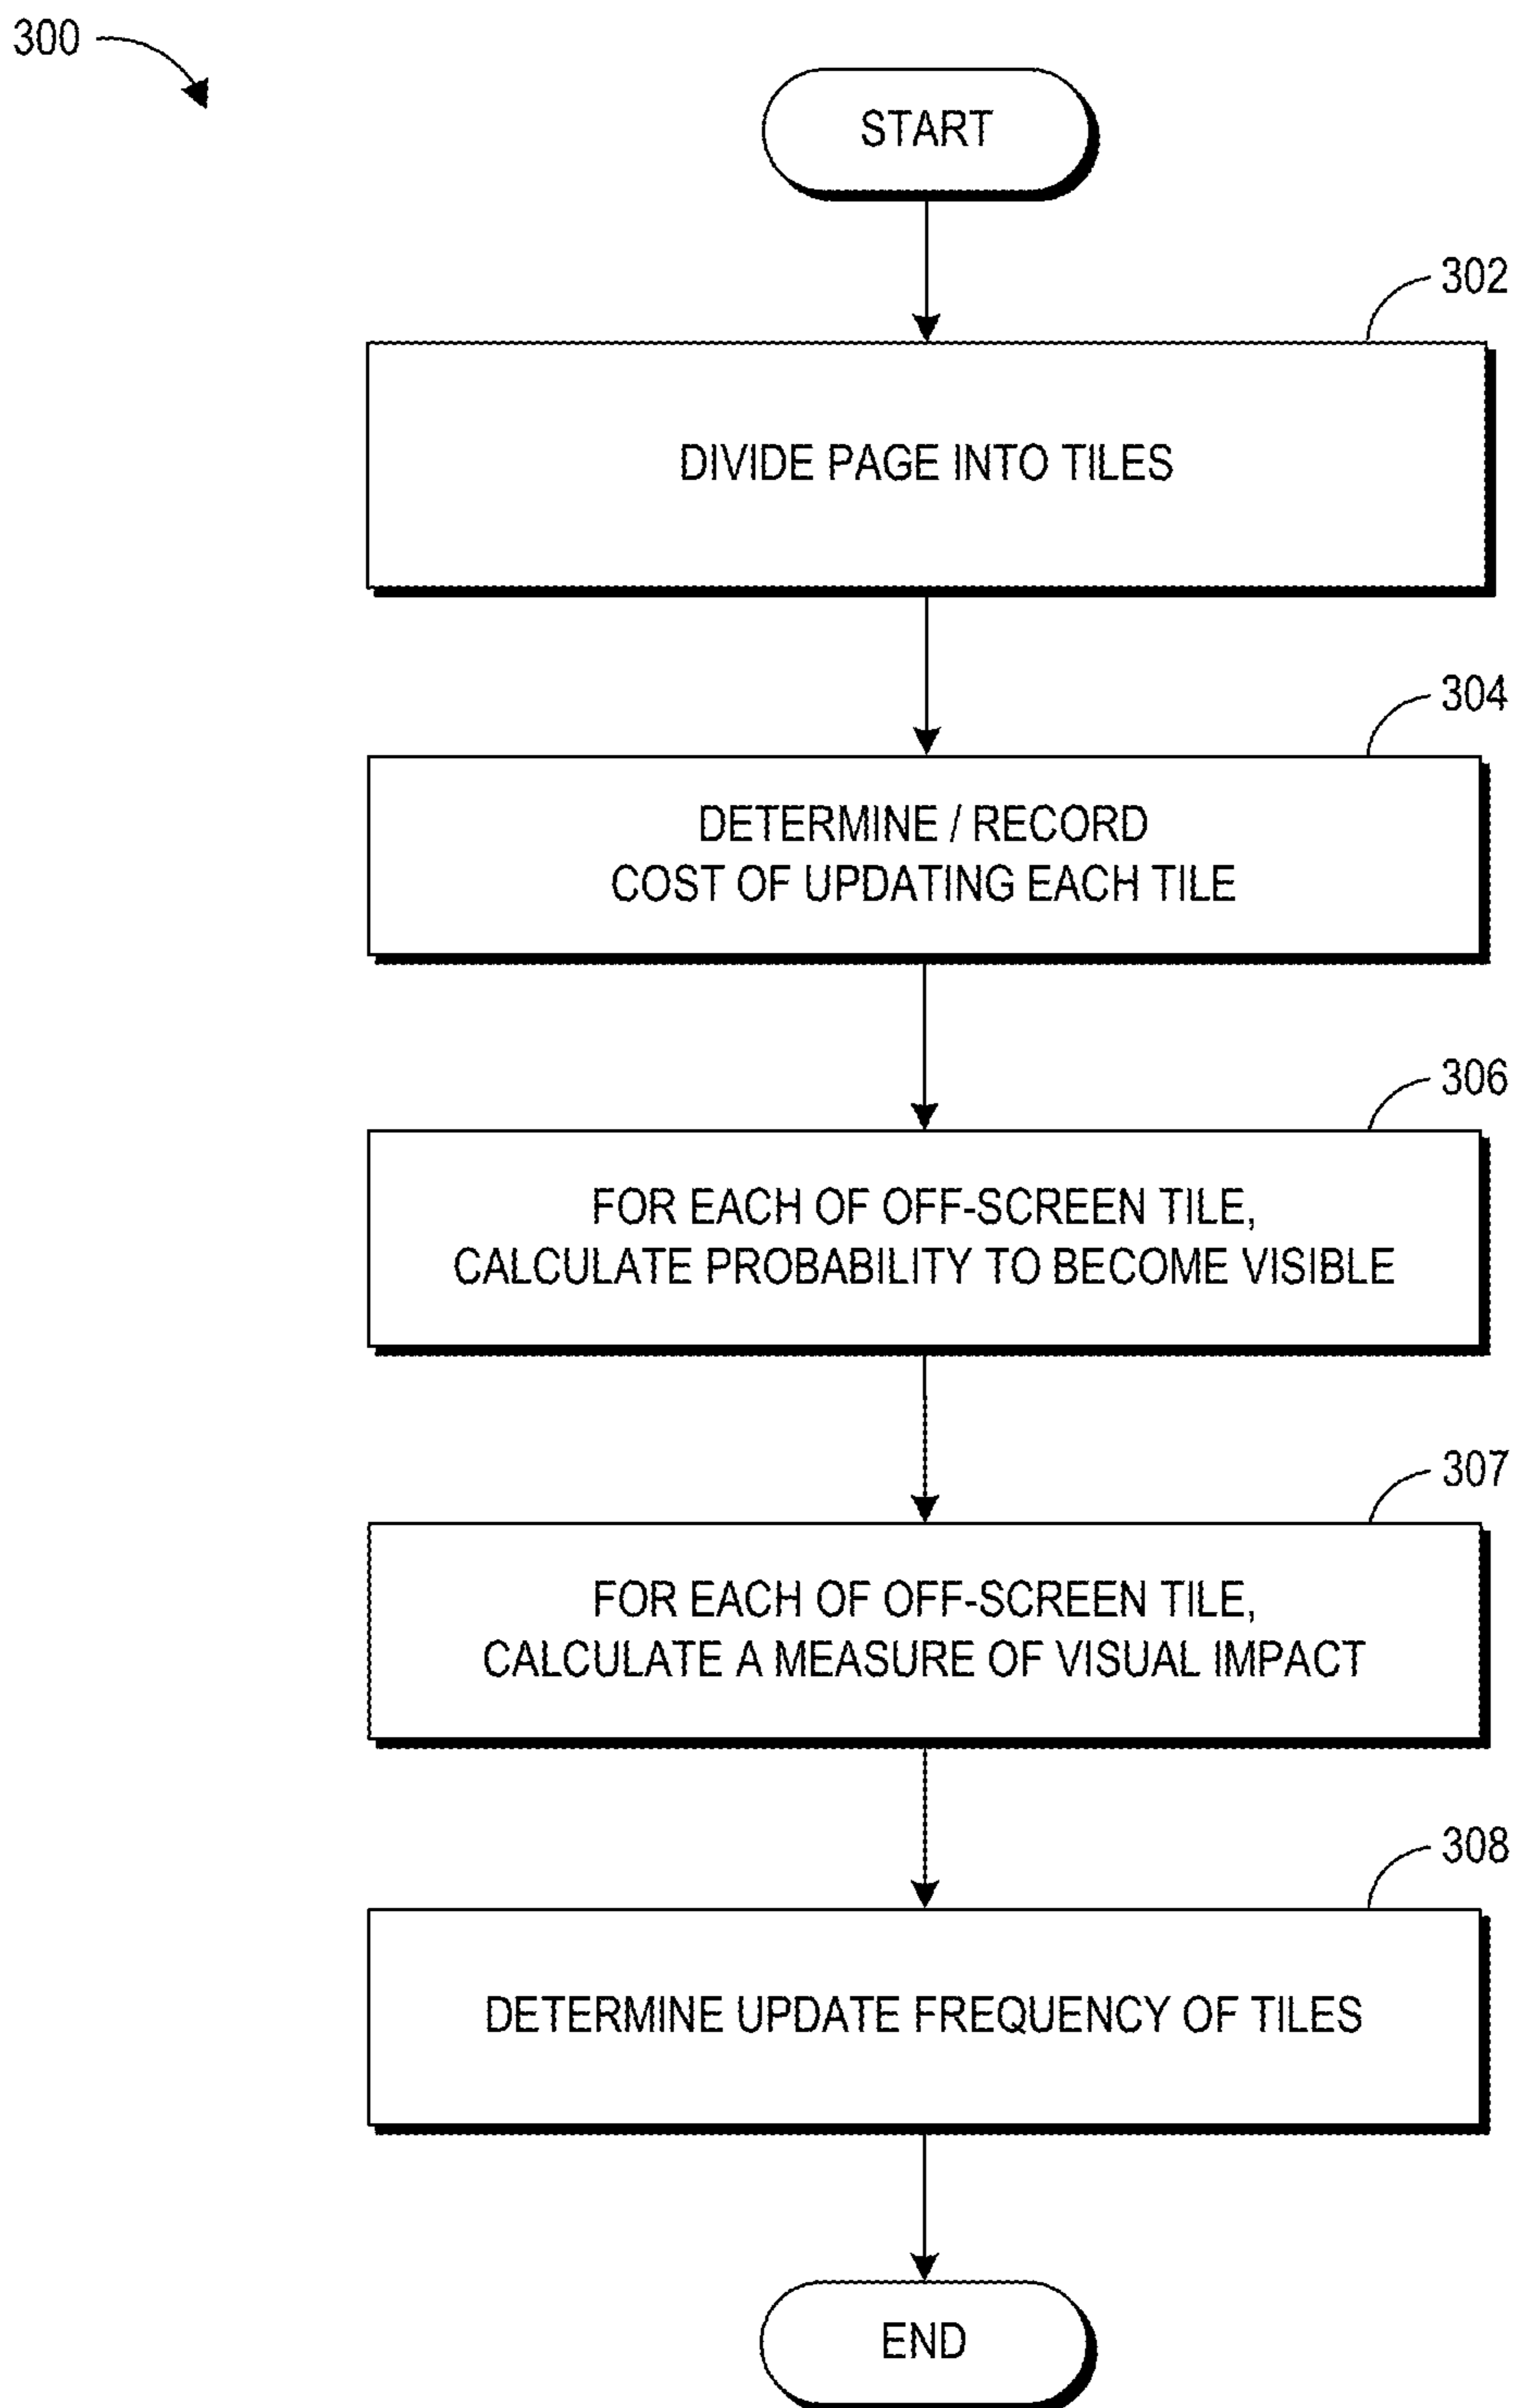 300
START
302
DIVIDE PAGE INTO TILES
304
DETERMINE / RECORD
COST OF UPDATING EACH TILE
306
FOR EACH OF OFF-SCREEN TILE,
CALCULATE PROBABILITY TO BECOME VISIBLE
307
FOR EACH OF OFF-SCREEN TILE,
CALCULATE A MEASURE OF VISUAL IMPACT
308
DETERMINE UPDATE FREQUENCY OF TILES
END